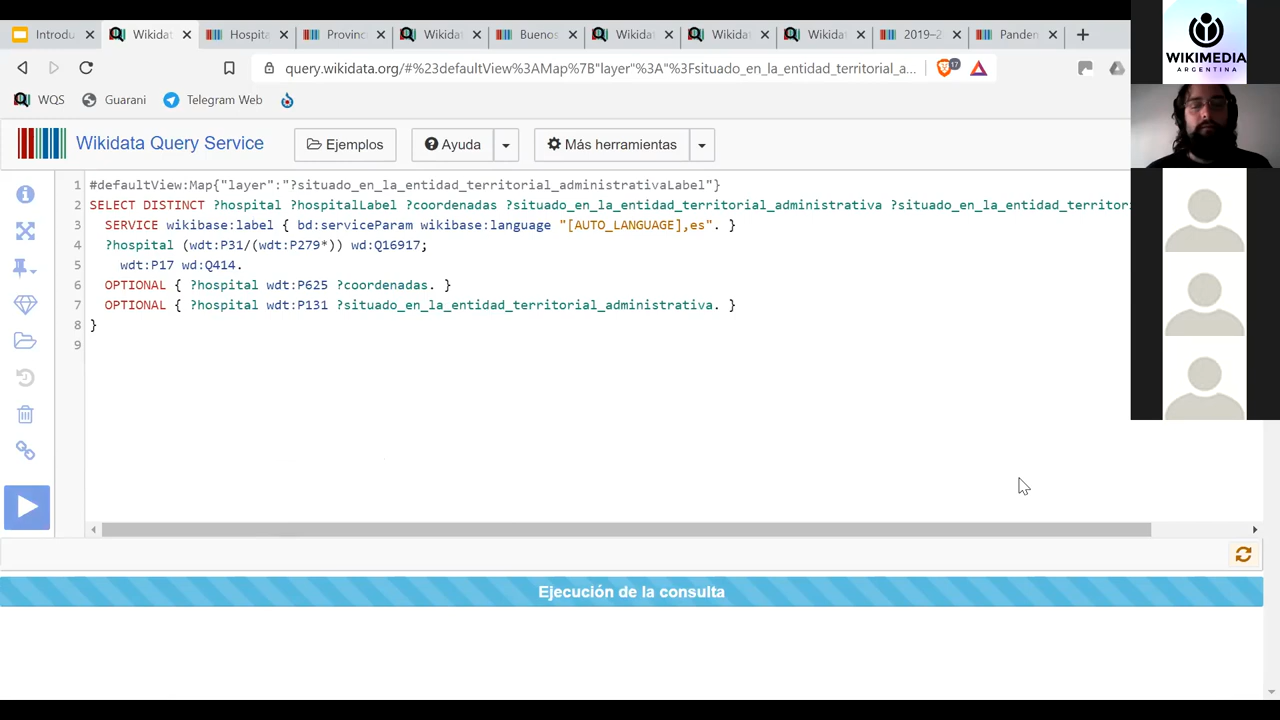 Introdu
Wikidat
Hospita
Provinc
Wikidat
Buenos
Wikidat
Wikidat
Wikidat
2019–2
Panden
query.wikidata.org/#%23defaultView%3AMap%7B"layer"%3A"%3Fsituado_en_la_entidad_territorial_a...
17
WQS
Guarani
Telegram Web
Wikidata Query Service
Ejemplos
Ayuda
Más herramientas
1 #defaultView:Map{"layer":"?situado_en_la_entidad_territorial_administrativaLabel"}
2 SELECT DISTINCT ?hospital ?hospitalLabel ?coordenadas ?situado_en_la_entidad_territorial_administrativa ?situado_en_la_entidad_territori
3 SERVICE wikibase:label { bd:serviceParam wikibase:language "[AUTO_LANGUAGE],es". }
4 ?hospital (wdt:P31/(wdt:P279*)) wd:Q16917;
5 wdt:P17 wd:Q414.
6 OPTIONAL { ?hospital wdt:P625 ?coordenadas. }
7 OPTIONAL { ?hospital wdt:P131 ?situado_en_la_entidad_territorial_administrativa. }
8 }
9
Ejecución de la consulta
WIKIMEDIA
ARGENTINA